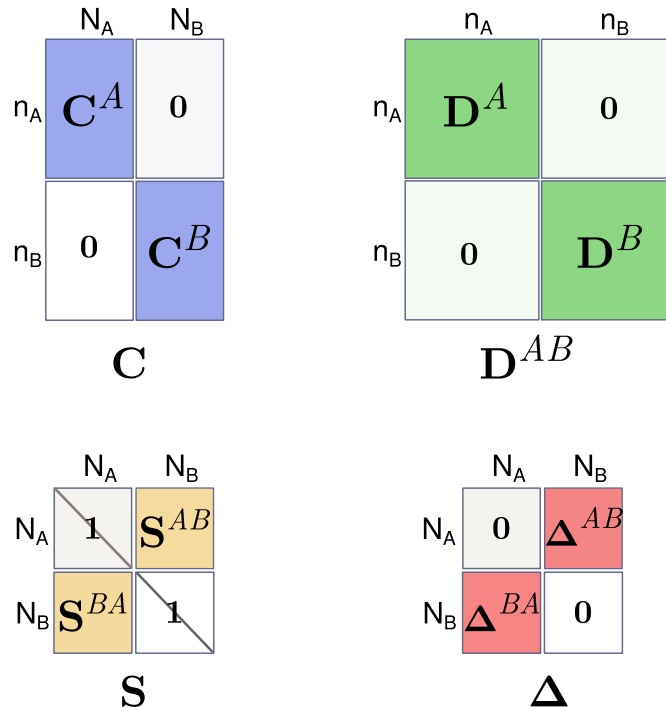 N_A N_B
n_A C^A 0
n_B 0 C^B
C
n_A n_B
n_A D^A 0
n_B 0 D^B
D^{AB}
N_A N_B
N_A 1 S^{AB}
N_B S^{BA} 1
S
N_A N_B
N_A 0 Δ^{AB}
N_B Δ^{BA} 0
Δ